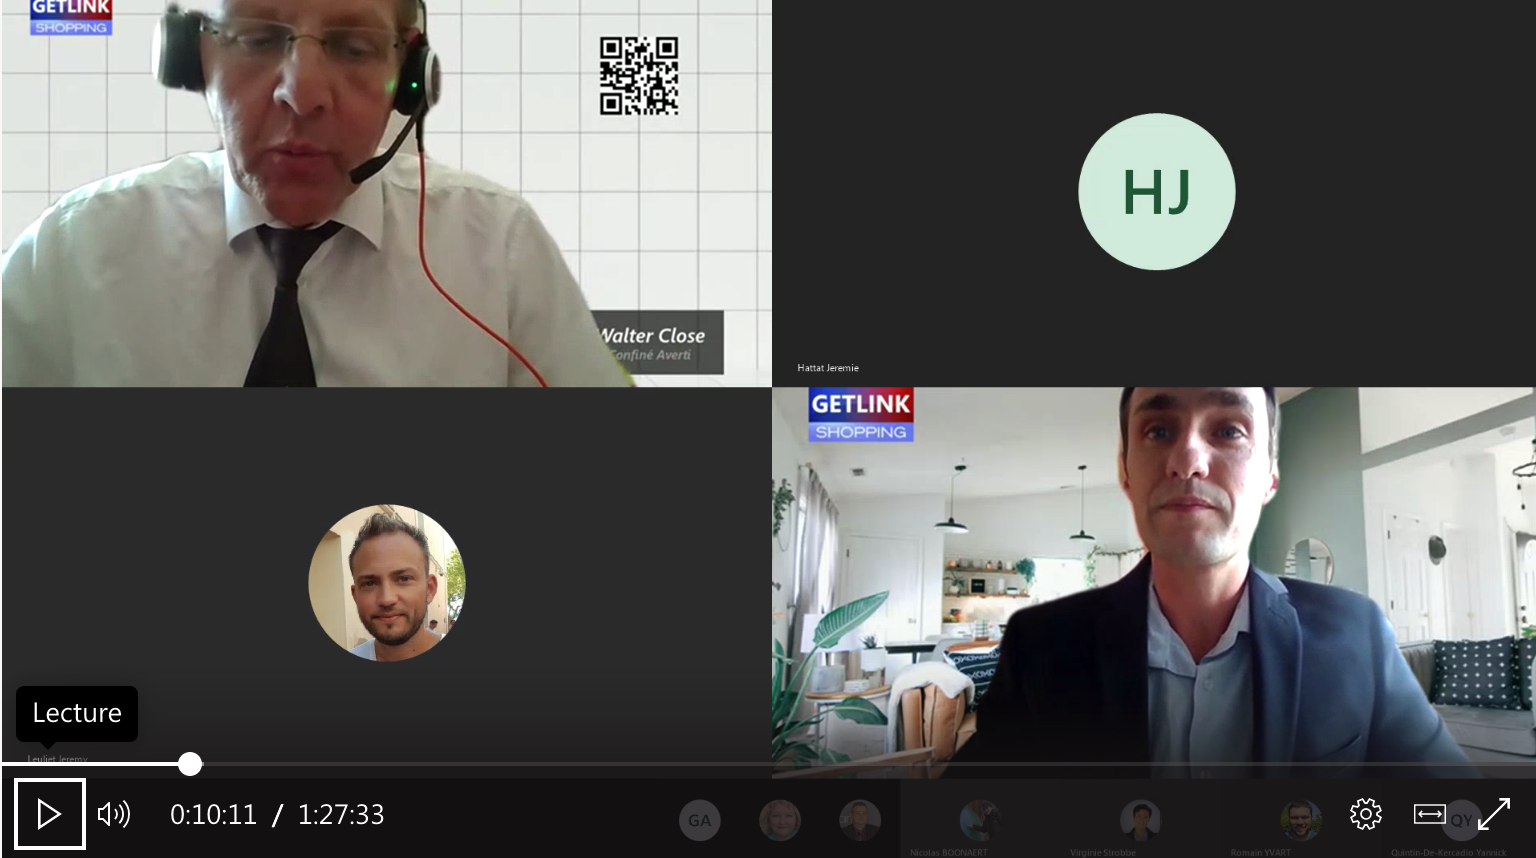 GETLINK
SHOPPING
Walter Close
Confiné Averti
HJ
Hattat Jeremie
GETLINK
SHOPPING
Lecture
Leuliet Jeremy
0:10:11 / 1:27:33
GA
QY
Nicolas BOONAERT
Virginie Strobbe
Romain YVART
Quintin-De-Kercadio Yannick